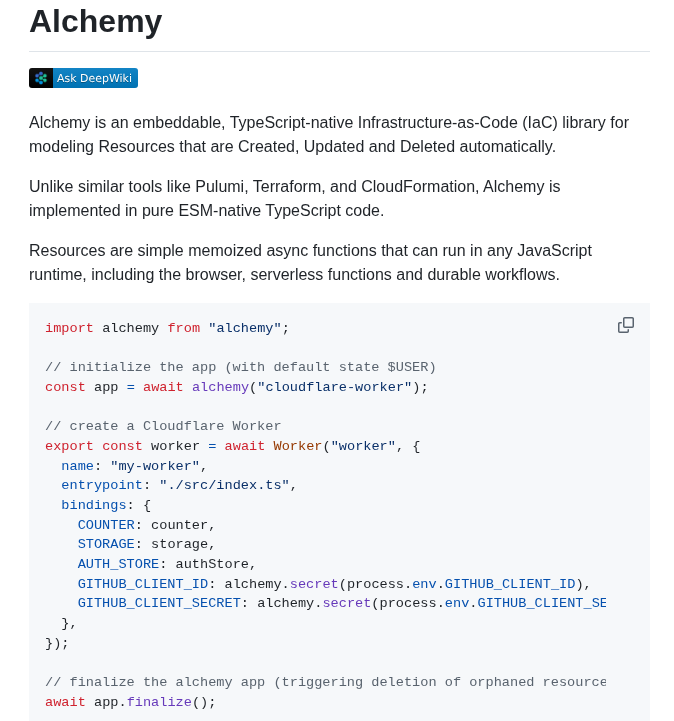 Alchemy
Ask DeepWiki
Alchemy is an embeddable, TypeScript-native Infrastructure-as-Code (IaC) library for
modeling Resources that are Created, Updated and Deleted automatically.
Unlike similar tools like Pulumi, Terraform, and CloudFormation, Alchemy is
implemented in pure ESM-native TypeScript code.
Resources are simple memoized async functions that can run in any JavaScript
runtime, including the browser, serverless functions and durable workflows.
import alchemy from "alchemy";
// initialize the app (with default state $USER)
const app = await alchemy("cloudflare-worker");
// create a Cloudflare Worker
export const worker = await Worker("worker", {
  name: "my-worker",
  entrypoint: "./src/index.ts",
  bindings: {
    COUNTER: counter,
    STORAGE: storage,
    AUTH_STORE: authStore,
    GITHUB_CLIENT_ID: alchemy.secret(process.env.GITHUB_CLIENT_ID),
    GITHUB_CLIENT_SECRET: alchemy.secret(process.env.GITHUB_CLIENT_SE
  },
});
// finalize the alchemy app (triggering deletion of orphaned resource
await app.finalize();